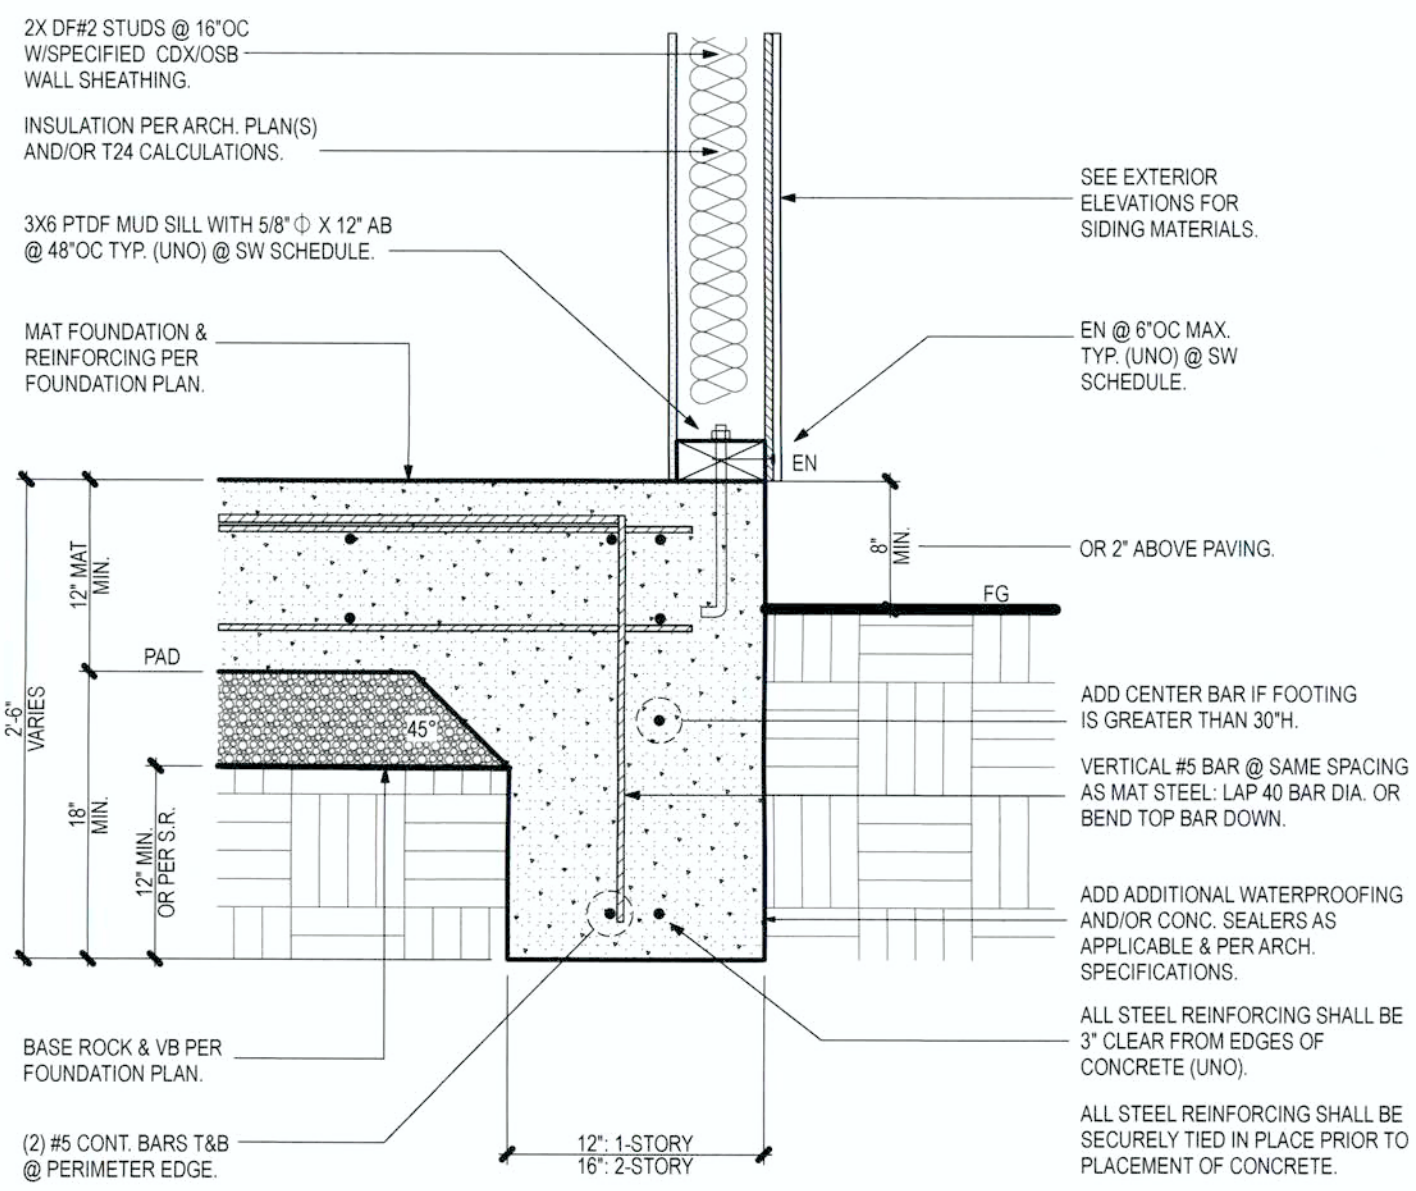 2X DF#2 STUDS @ 16"OC
W/SPECIFIED CDX/OSB
WALL SHEATHING.
INSULATION PER ARCH. PLAN(S)
AND/OR T24 CALCULATIONS.
3X6 PTDF MUD SILL WITH 5/8" Φ X 12" AB
@ 48"OC TYP. (UNO) @ SW SCHEDULE.
MAT FOUNDATION &
REINFORCING PER
FOUNDATION PLAN.
SEE EXTERIOR
ELEVATIONS FOR
SIDING MATERIALS.
EN @ 6"OC MAX.
TYP. (UNO) @ SW
SCHEDULE.
EN
8"
MIN.
OR 2" ABOVE PAVING.
FG
12" MAT
MIN.
PAD
2'-6"
VARIES
18"
MIN.
12" MIN.
OR PER S.R.
45°
ADD CENTER BAR IF FOOTING
IS GREATER THAN 30"H.
VERTICAL #5 BAR @ SAME SPACING
AS MAT STEEL: LAP 40 BAR DIA. OR
BEND TOP BAR DOWN.
ADD ADDITIONAL WATERPROOFING
AND/OR CONC. SEALERS AS
APPLICABLE & PER ARCH.
SPECIFICATIONS.
ALL STEEL REINFORCING SHALL BE
3" CLEAR FROM EDGES OF
CONCRETE (UNO).
ALL STEEL REINFORCING SHALL BE
SECURELY TIED IN PLACE PRIOR TO
PLACEMENT OF CONCRETE.
BASE ROCK & VB PER
FOUNDATION PLAN.
(2) #5 CONT. BARS T&B
@ PERIMETER EDGE.
12": 1-STORY
16": 2-STORY